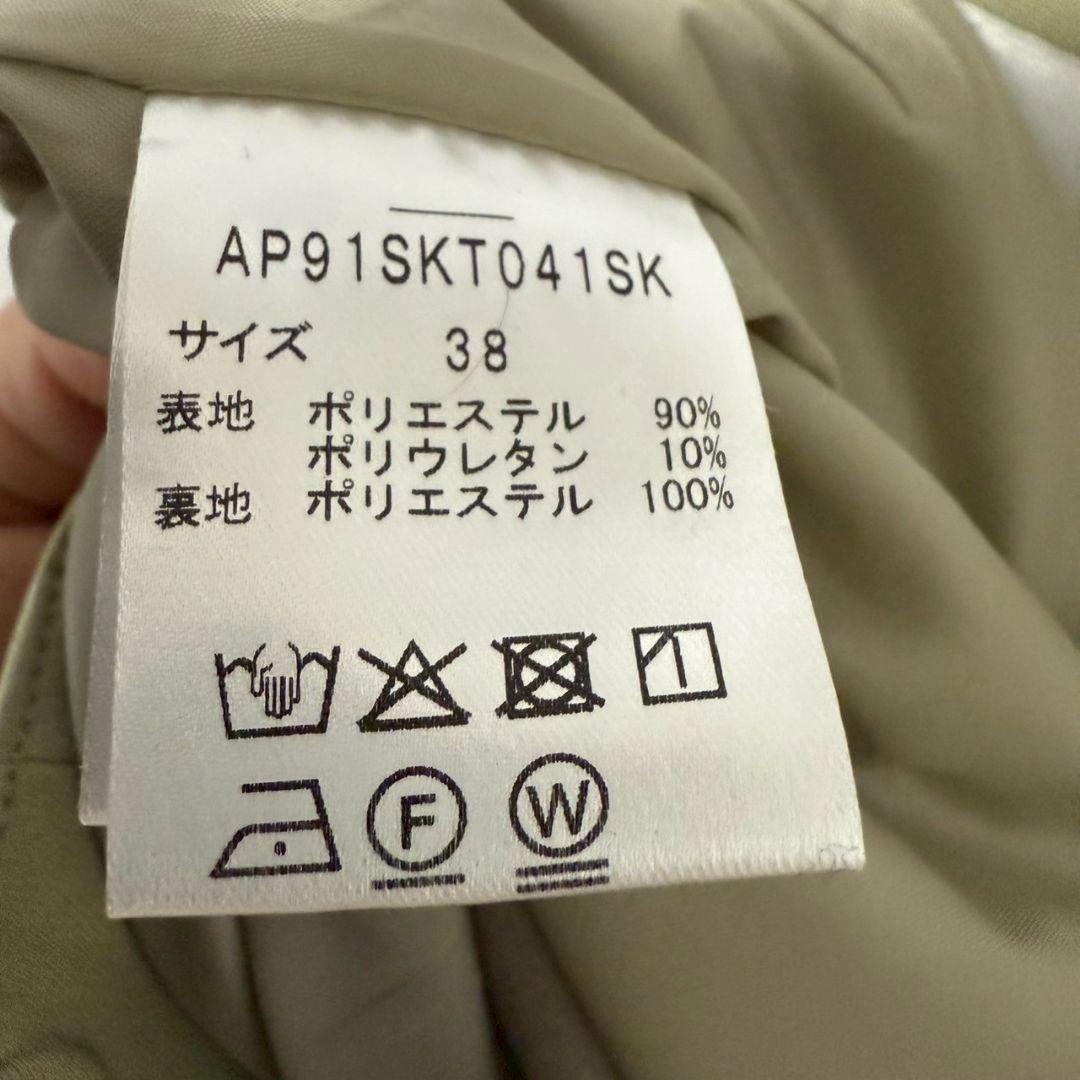 AP91SKT041SK
サイズ 38
表地 ポリエステル 90%
ポリウレタン 10%
裏地 ポリエステル 100%
F W